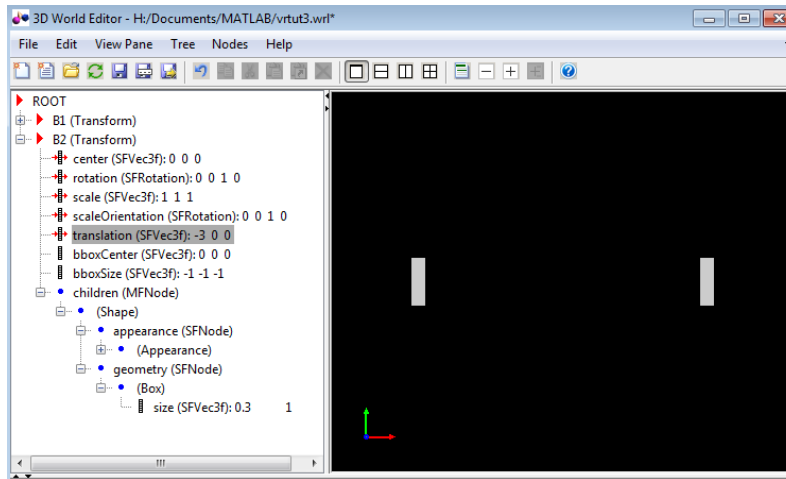 3D World Editor - H:/Documents/MATLAB/vrtut3.wrl*
File Edit View Pane Tree Nodes Help
ROOT
B1 (Transform)
B2 (Transform)
center (SFVec3f): 0 0 0
rotation (SFRotation): 0 0 1 0
scale (SFVec3f): 1 1 1
scaleOrientation (SFRotation): 0 0 1 0
translation (SFVec3f): -3 0 0
bboxCenter (SFVec3f): 0 0 0
bboxSize (SFVec3f): -1 -1 -1
children (MFNode)
(Shape)
appearance (SFNode)
(Appearance)
geometry (SFNode)
(Box)
size (SFVec3f): 0.3 1